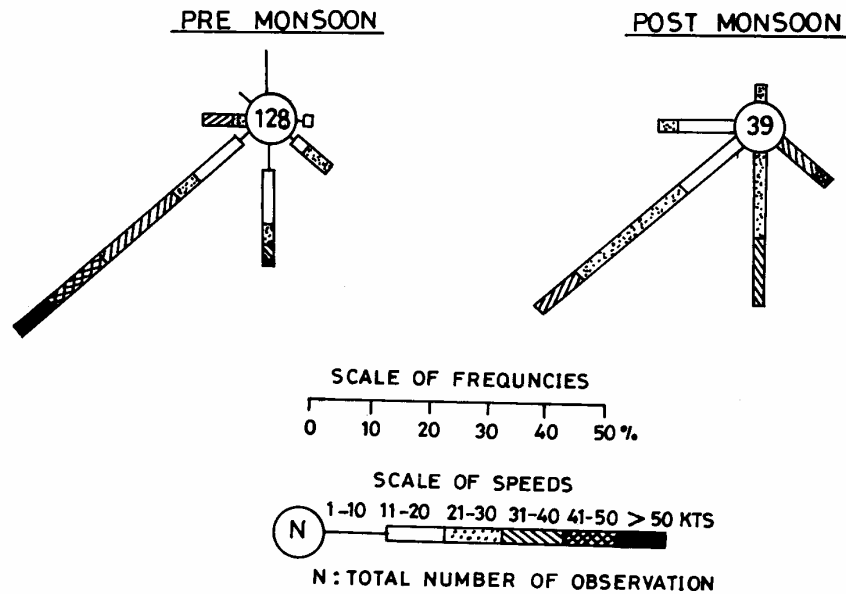 PRE MONSOON
POST MONSOON
128
39
SCALE OF FREQUNCIES
0 10 20 30 40 50%
SCALE OF SPEEDS
1-10 11-20 21-30 31-40 41-50 >50 KTS
N
N: TOTAL NUMBER OF OBSERVATION